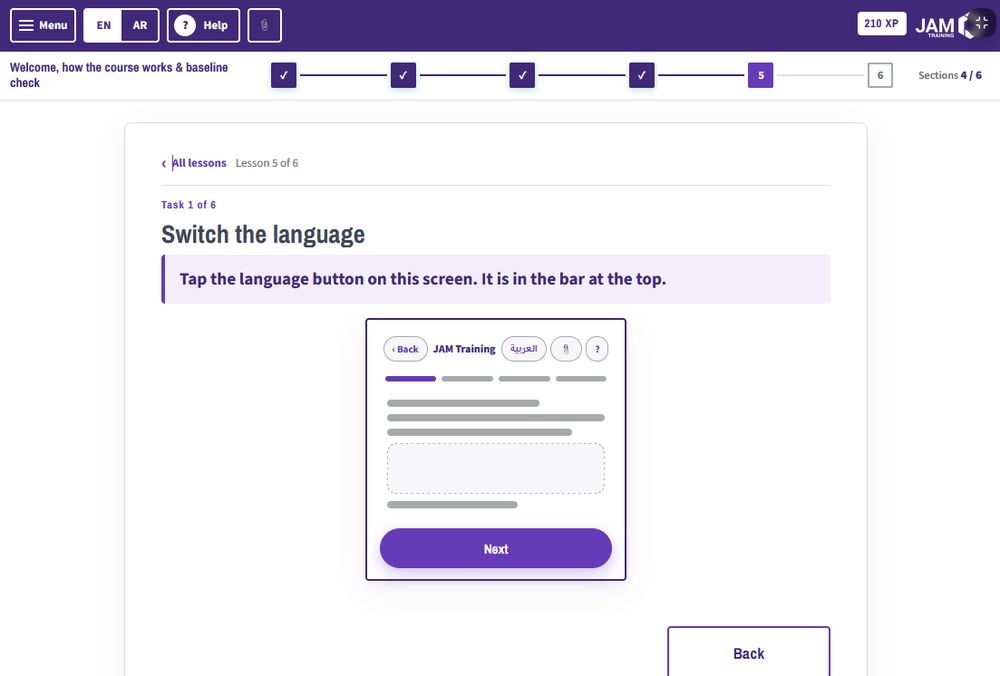 Menu
EN
AR
? Help
210 XP
JAM
TRAINING
Welcome, how the course works & baseline
check
✓
✓
✓
✓
5
6
Sections 4 / 6
‹ All lessons
Lesson 5 of 6
Task 1 of 6
Switch the language
Tap the language button on this screen. It is in the bar at the top.
‹ Back
JAM Training
العربية
?
Next
Back